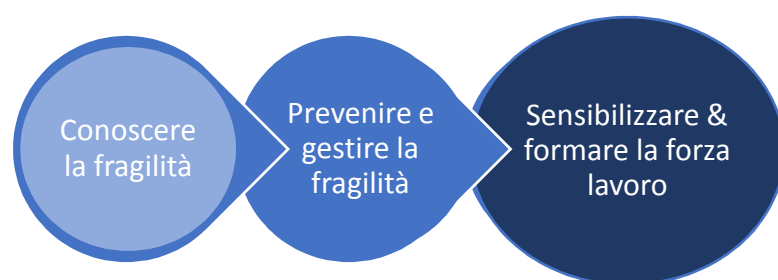 Conoscere
la fragilità
Prevenire e
gestire la
fragilità
Sensibilizzare &
formare la forza
lavoro